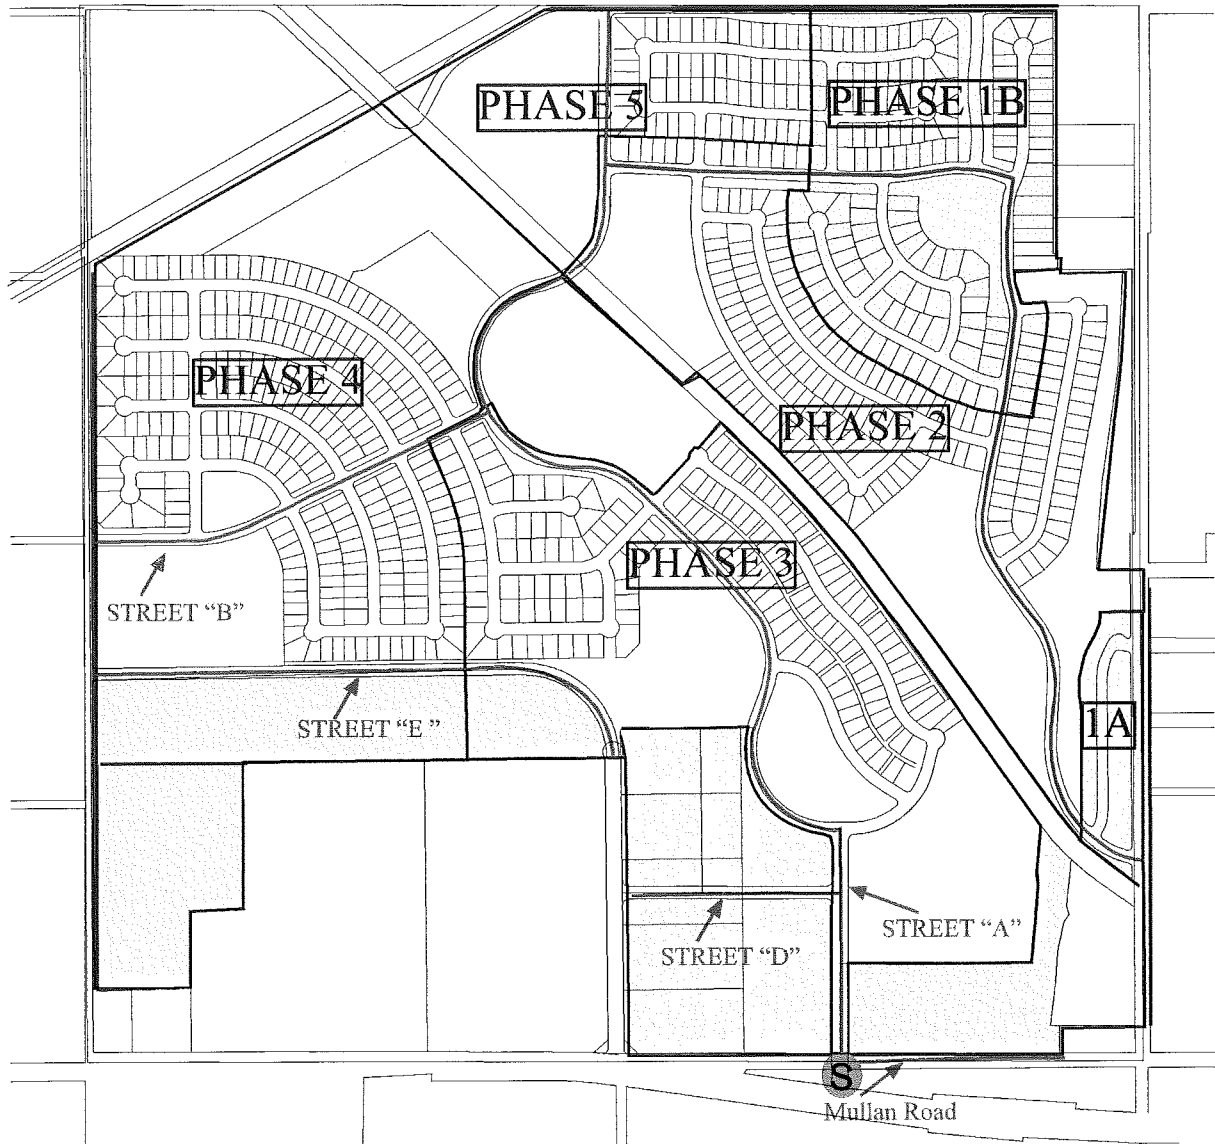 PHASE 5
PHASE 1B
PHASE 4
PHASE 2
PHASE 3
STREET “B”
1A
STREET “E ”
STREET “A”
STREET “D”
S
Mullan Road